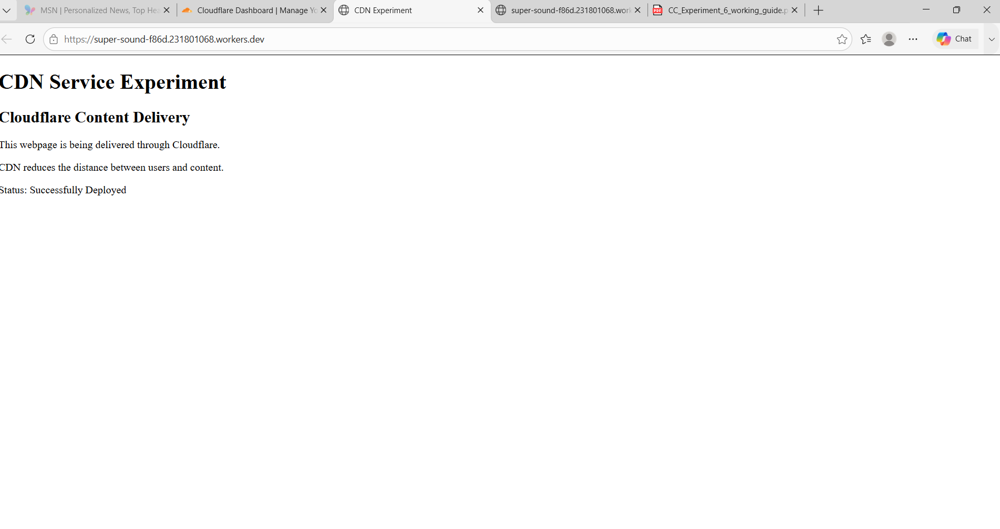 MSN | Personalized News, Top Hea
Cloudflare Dashboard | Manage Yo
CDN Experiment
super-sound-f86d.231801068.work
PDF
CC_Experiment_6_working_guide.p
https://super-sound-f86d.231801068.workers.dev
Chat
CDN Service Experiment
Cloudflare Content Delivery
This webpage is being delivered through Cloudflare.
CDN reduces the distance between users and content.
Status: Successfully Deployed